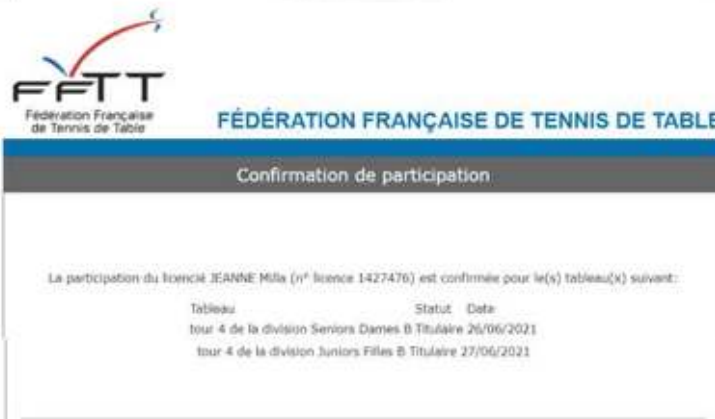 FFTT
Fédération Française
de Tennis de Table
FÉDÉRATION FRANÇAISE DE TENNIS DE TABLE
Confirmation de participation
La participation du licencié JEANNE Milla (n° licence 1427476) est confirmée pour le(s) tableau(x) suivant:
Tableau Statut Date
tour 4 de la division Seniors Dames B Titulaire 26/06/2021
tour 4 de la division Juniors Filles B Titulaire 27/06/2021